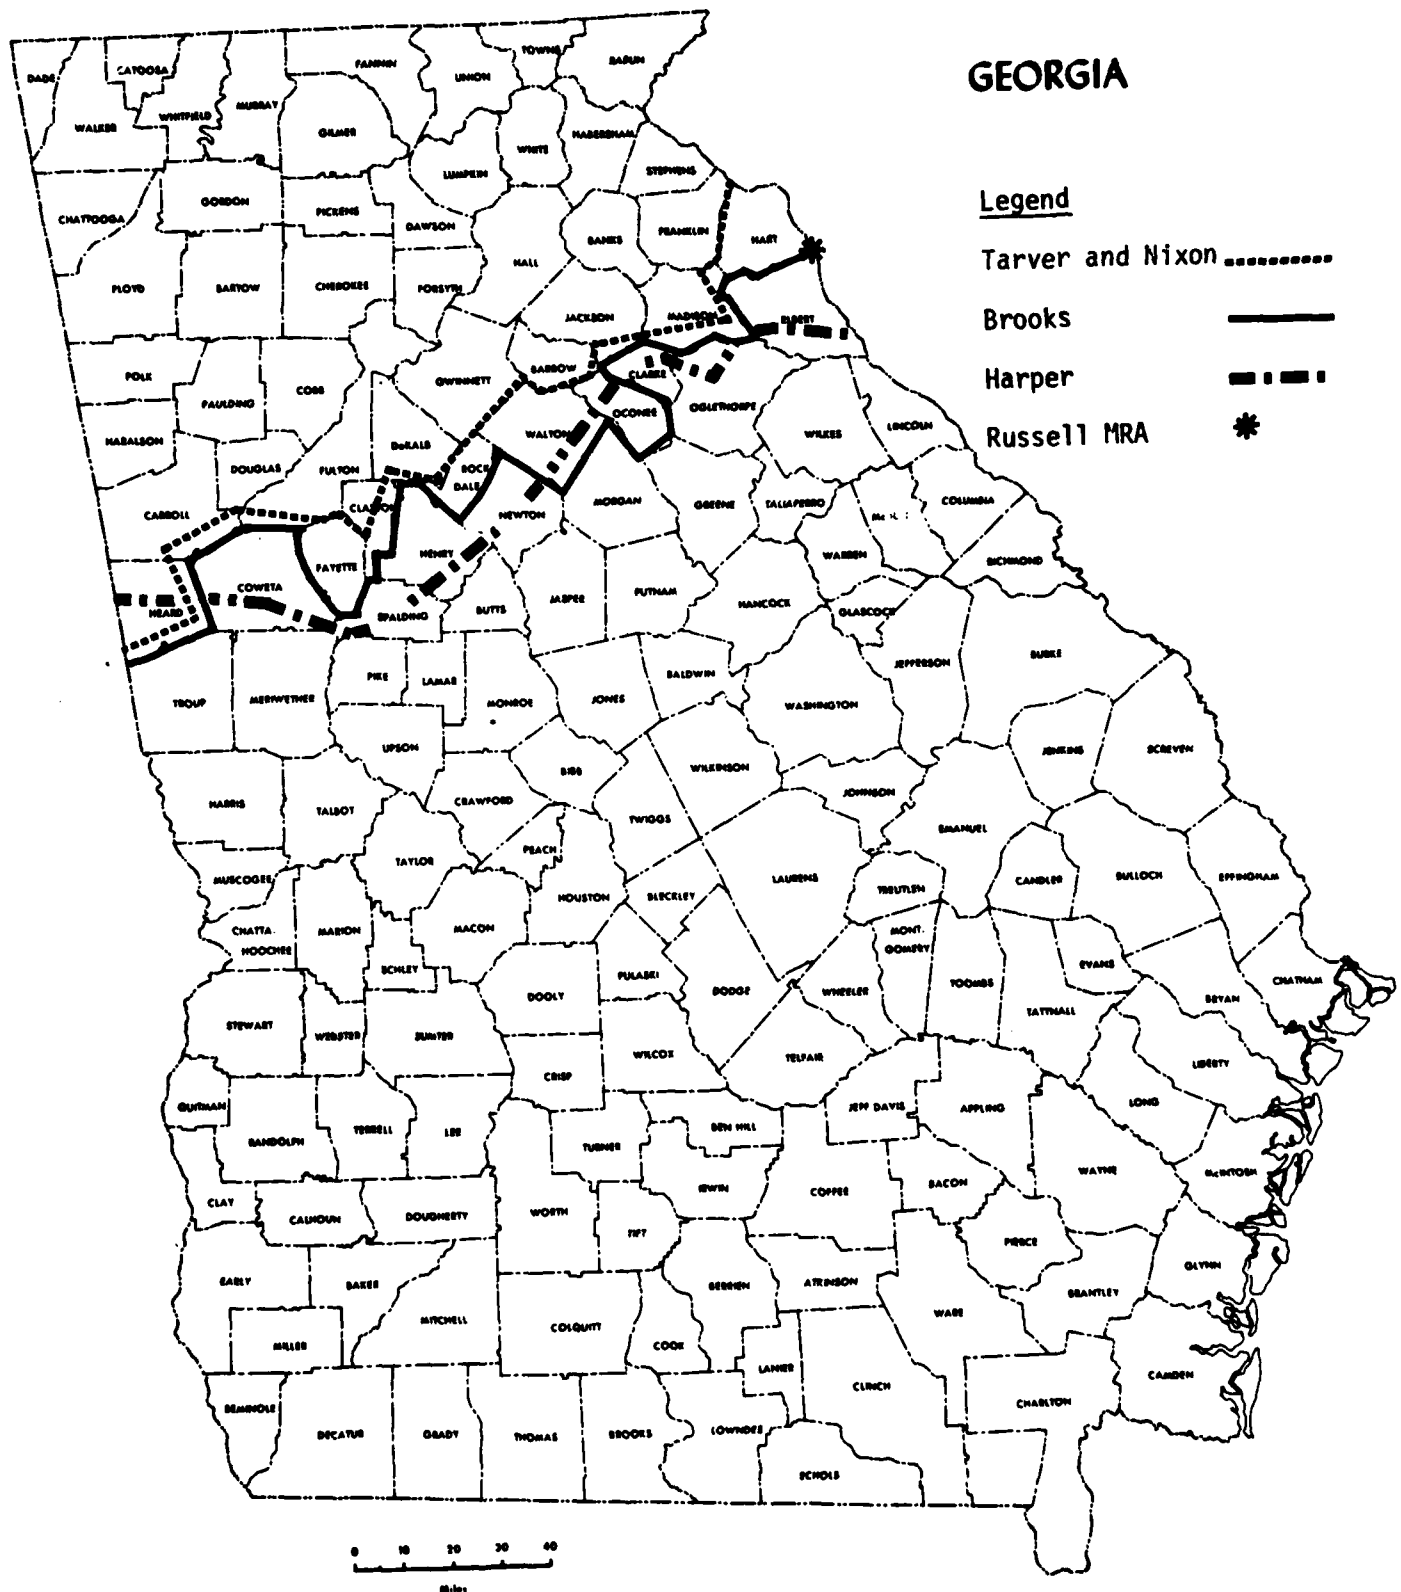 GEORGIA
Legend
Tarver and Nixon
Brooks
Harper
Russell MRA
DADE
CATOOSA
WALKER
WHITFIELD
MURRAY
FANNIN
UNION
TOWNS
RABUN
GILMER
LUMPKIN
WHITE
HABERSHAM
STEPHENS
CHATTOOGA
GORDON
PICKENS
DAWSON
HALL
BANKS
FRANKLIN
HART
FLOYD
BARTOW
CHEROKEE
FORSYTH
JACKSON
MADISON
ELBERT
POLK
PAULDING
COBB
GWINNETT
BARROW
CLARKE
OGLETHORPE
WILKES
LINCOLN
HARALSON
DOUGLAS
FULTON
DeKALB
WALTON
OCONEE
ROCK
DALE
CARROLL
CLAYTON
NEWTON
MORGAN
GREENE
TALIAFERRO
COLUMBIA
WARREN
RICHMOND
HEARD
COWETA
FAYETTE
HENRY
SPALDING
BUTTS
JASPER
PUTNAM
HANCOCK
GLASCOCK
JEFFERSON
BURKE
TROUP
MERIWETHER
PIKE
LAMAR
MONROE
JONES
BALDWIN
WASHINGTON
UPSON
BIBB
WILKINSON
JENKINS
SCREVEN
HARRIS
TALBOT
CRAWFORD
TWIGGS
JOHNSON
EMANUEL
TAYLOR
PEACH
MUSCOGEE
HOUSTON
BLECKLEY
LAURENS
TREUTLEN
CANDLER
BULLOCH
EFFINGHAM
CHATTA-
HOOCHEE
MARION
MACON
SCHLEY
MONT-
GOMERY
DOOLY
PULASKI
DODGE
WHEELER
TOOMBS
TATTNALL
EVANS
BRYAN
CHATHAM
STEWART
WEBSTER
SUMTER
WILCOX
TELFAIR
CRISP
LIBERTY
QUITMAN
RANDOLPH
TERRELL
LEE
TURNER
BEN HILL
JEFF DAVIS
APPLING
LONG
CLAY
CALHOUN
DOUGHERTY
WORTH
TIFT
IRWIN
COFFEE
BACON
WAYNE
McINTOSH
PIERCE
EARLY
BAKER
MITCHELL
COLQUITT
BERRIEN
ATKINSON
WARE
BRANTLEY
GLYNN
MILLER
COOK
LANIER
CLINCH
CHARLTON
CAMDEN
SEMINOLE
DECATUR
GRADY
THOMAS
BROOKS
LOWNDES
ECHOLS
0 10 20 30 40
Miles